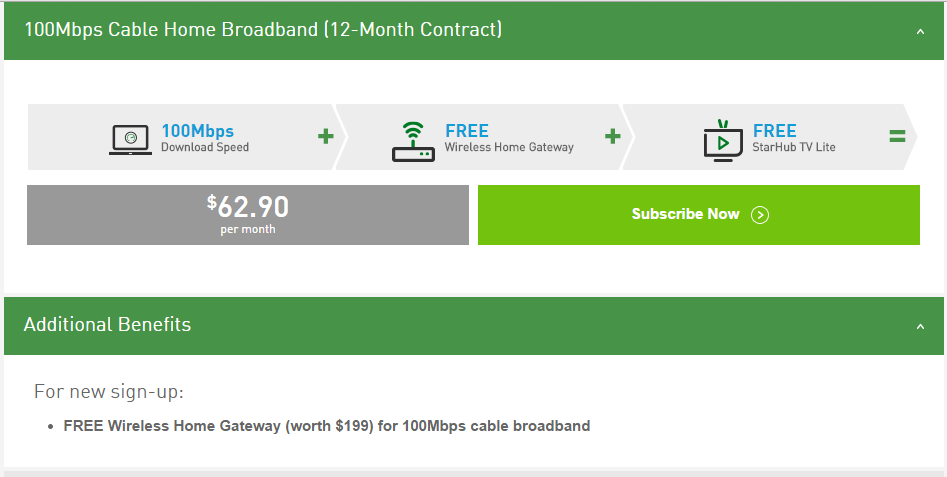 100Mbps Cable Home Broadband (12-Month Contract)
100Mbps
Download Speed
+
FREE
Wireless Home Gateway
+
FREE
StarHub TV Lite
=
$62.90
per month
Subscribe Now
Additional Benefits
For new sign-up:
• FREE Wireless Home Gateway (worth $199) for 100Mbps cable broadband